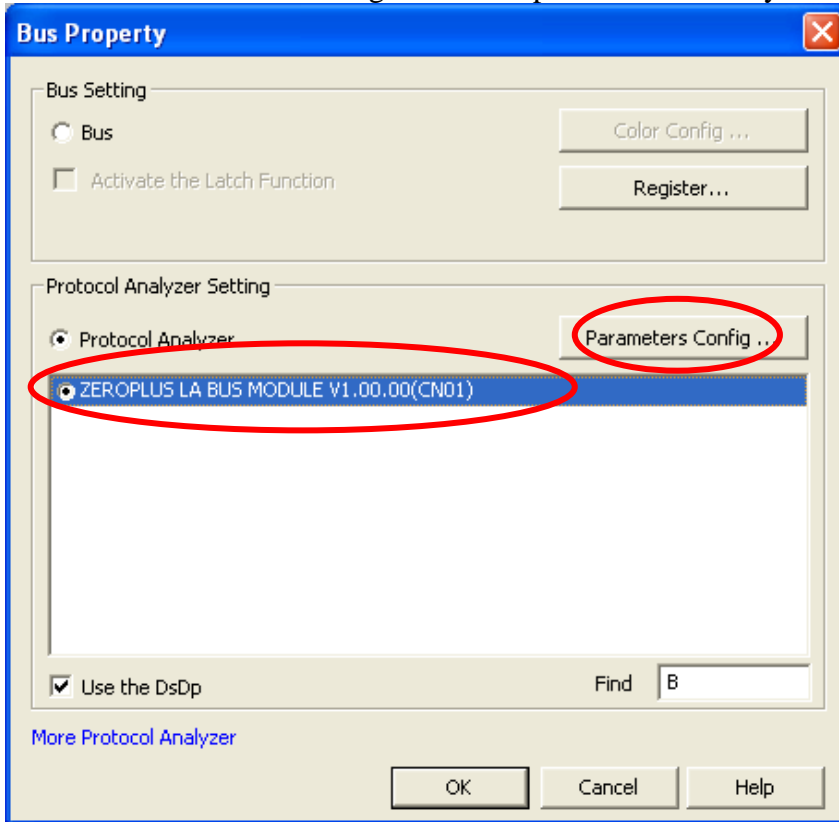 Bus Property
Bus Setting
Bus
Color Config ...
Activate the Latch Function
Register...
Protocol Analyzer Setting
Protocol Analyzer
Parameters Config ...
ZEROPLUS LA BUS MODULE V1.00.00(CN01)
Use the DsDp
Find B
More Protocol Analyzer
OK Cancel Help